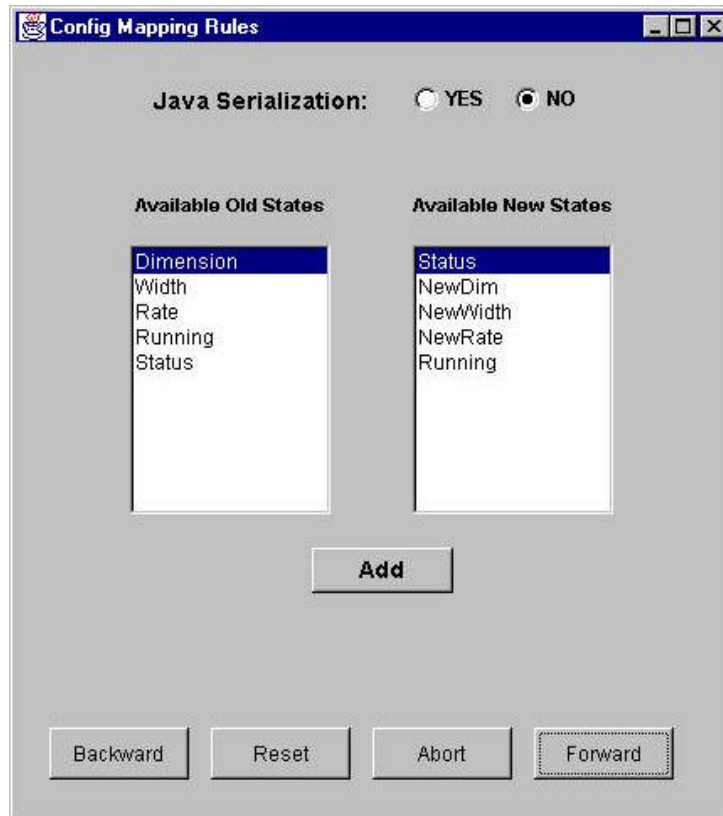 Config Mapping Rules
Java Serialization: YES NO
Available Old States Available New States
Dimension Status
Width NewDim
Rate NewWidth
Running NewRate
Status Running
Add
Backward Reset Abort Forward